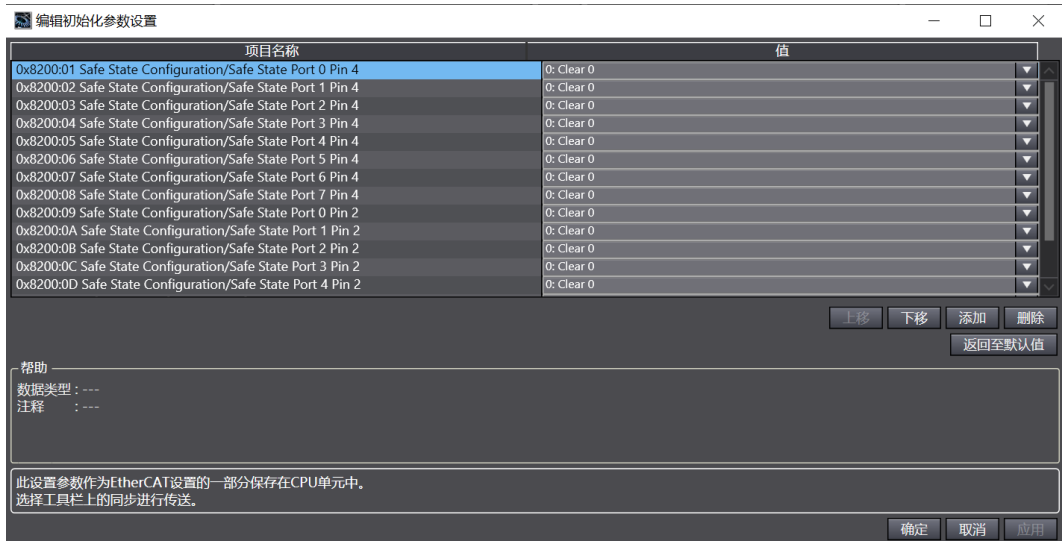 编辑初始化参数设置
项目名称 值
0x8200:01 Safe State Configuration/Safe State Port 0 Pin 4 0: Clear 0
0x8200:02 Safe State Configuration/Safe State Port 1 Pin 4 0: Clear 0
0x8200:03 Safe State Configuration/Safe State Port 2 Pin 4 0: Clear 0
0x8200:04 Safe State Configuration/Safe State Port 3 Pin 4 0: Clear 0
0x8200:05 Safe State Configuration/Safe State Port 4 Pin 4 0: Clear 0
0x8200:06 Safe State Configuration/Safe State Port 5 Pin 4 0: Clear 0
0x8200:07 Safe State Configuration/Safe State Port 6 Pin 4 0: Clear 0
0x8200:08 Safe State Configuration/Safe State Port 7 Pin 4 0: Clear 0
0x8200:09 Safe State Configuration/Safe State Port 0 Pin 2 0: Clear 0
0x8200:0A Safe State Configuration/Safe State Port 1 Pin 2 0: Clear 0
0x8200:0B Safe State Configuration/Safe State Port 2 Pin 2 0: Clear 0
0x8200:0C Safe State Configuration/Safe State Port 3 Pin 2 0: Clear 0
0x8200:0D Safe State Configuration/Safe State Port 4 Pin 2 0: Clear 0
上移 下移 添加 删除
返回至默认值
帮助
数据类型 : ---
注释 : ---
此设置参数作为EtherCAT设置的一部分保存在CPU单元中。
选择工具栏上的同步进行传送。
确定 取消 应用